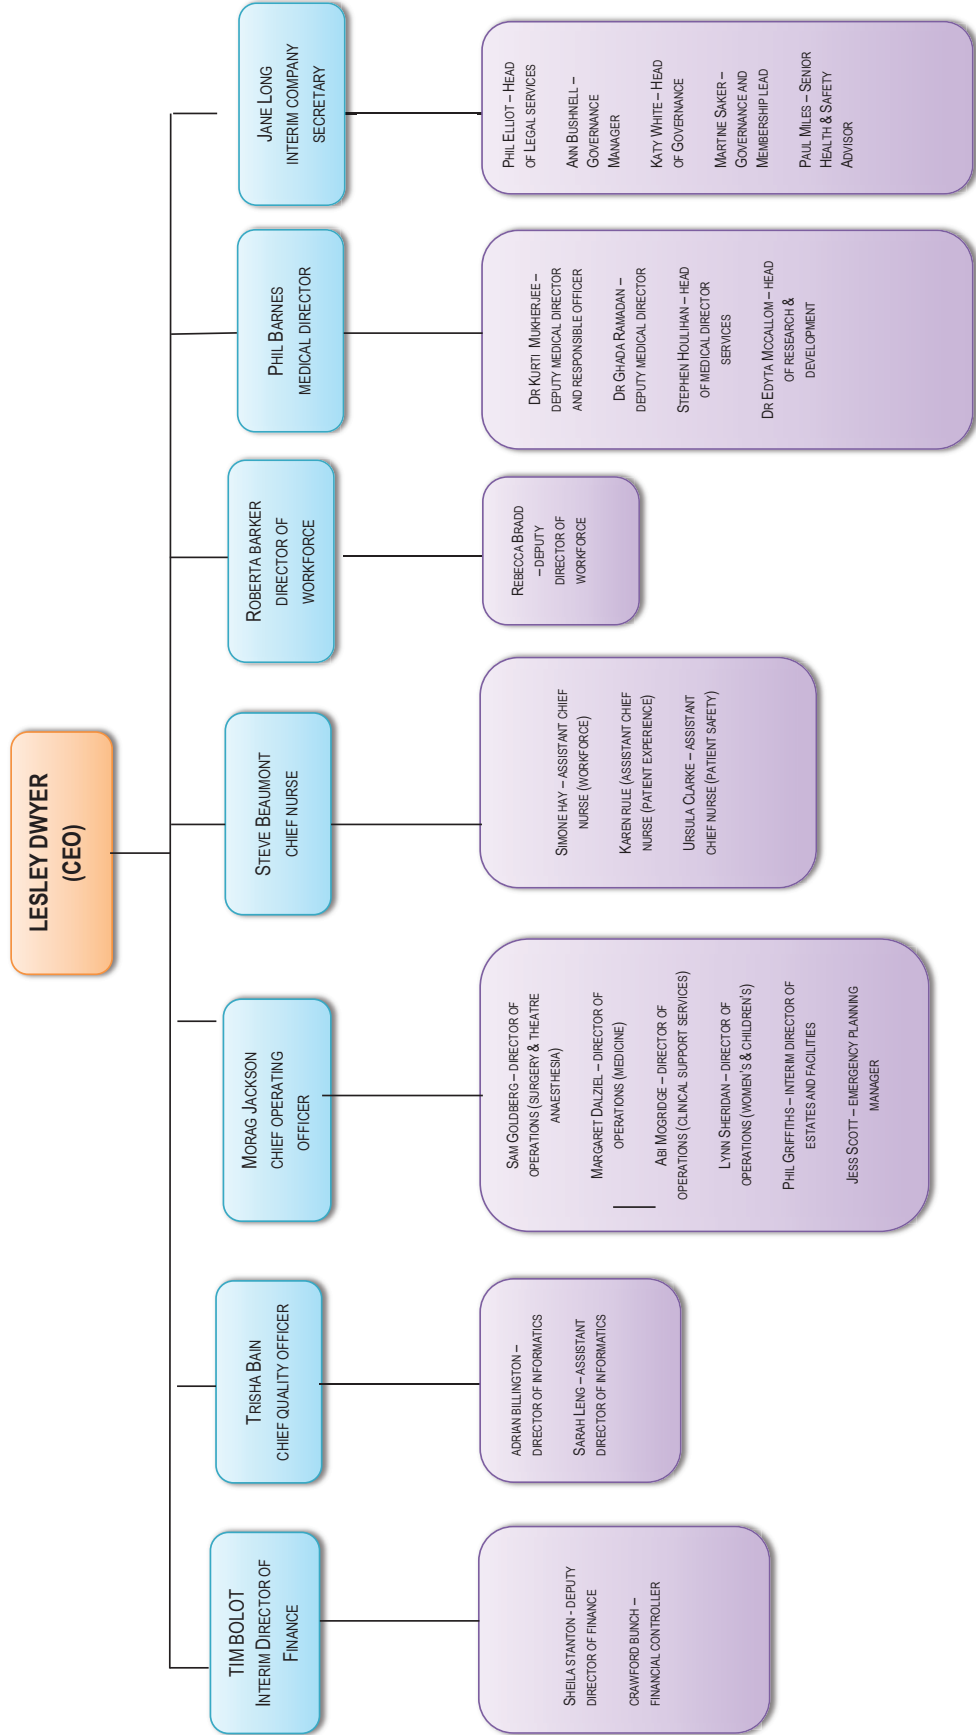 LESLEY DWYER
(CEO)
TIM BOLOT
INTERIM DIRECTOR OF
FINANCE
TRISHA BAIN
CHIEF QUALITY OFFICER
MORAG JACKSON
CHIEF OPERATING
OFFICER
STEVE BEAUMONT
CHIEF NURSE
ROBERTA BARKER
DIRECTOR OF
WORKFORCE
PHIL BARNES
MEDICAL DIRECTOR
JANE LONG
INTERIM COMPANY
SECRETARY
SHEILA STANTON - DEPUTY
DIRECTOR OF FINANCE
CRAWFORD BUNCH –
FINANCIAL CONTROLLER
ADRIAN BILLINGTON –
DIRECTOR OF INFORMATICS
SARAH LENG – ASSISTANT
DIRECTOR OF INFORMATICS
SAM GOLDBERG – DIRECTOR OF
OPERATION (SURGERY & THEATRE
ANAESTHESIA)
MARGARET DALZIEL – DIRECTOR OF
OPERATIONS (MEDICINE)
ABI MOGRIDGE – DIRECTOR OF
OPERATIONS (CLINICAL SUPPORT SERVICES)
LYNN SHERIDAN – DIRECTOR OF
OPERATIONS (WOMEN'S & CHILDREN'S)
PHIL GRIFFITHS – INTERIM DIRECTOR OF
ESTATES AND FACILITIES
JESS SCOTT – EMERGENCY PLANNING
MANAGER
SIMONE HAY – ASSISTANT CHIEF
NURSE (WORKFORCE)
KAREN RULE (ASSISTANT CHIEF
NURSE (PATIENT EXPERIENCE)
URSULA CLARKE – ASSISTANT
CHIEF NURSE (PATIENT SAFETY)
REBECCA BRADD
– DEPUTY
DIRECTOR OF
WORKFORCE
DR KURTI MUKHERJEE –
DEPUTY MEDICAL DIRECTOR
AND RESPONSIBLE OFFICER
DR GHADA RAMADAN –
DEPUTY MEDICAL DIRECTOR
STEPHEN HOULIHAN – HEAD
OF MEDICAL DIRECTOR
SERVICES
DR EDYTA MCCALLOM – HEAD
OF RESEARCH &
DEVELOPMENT
PHIL ELLIOT – HEAD
OF LEGAL SERVICES
ANN BUSHNELL –
GOVERNANCE
MANAGER
KATY WHITE – HEAD
OF GOVERNANCE
MARTINE SAKER –
GOVERNANCE AND
MEMBERSHIP LEAD
PAUL MILES – SENIOR
HEALTH & SAFETY
ADVISOR